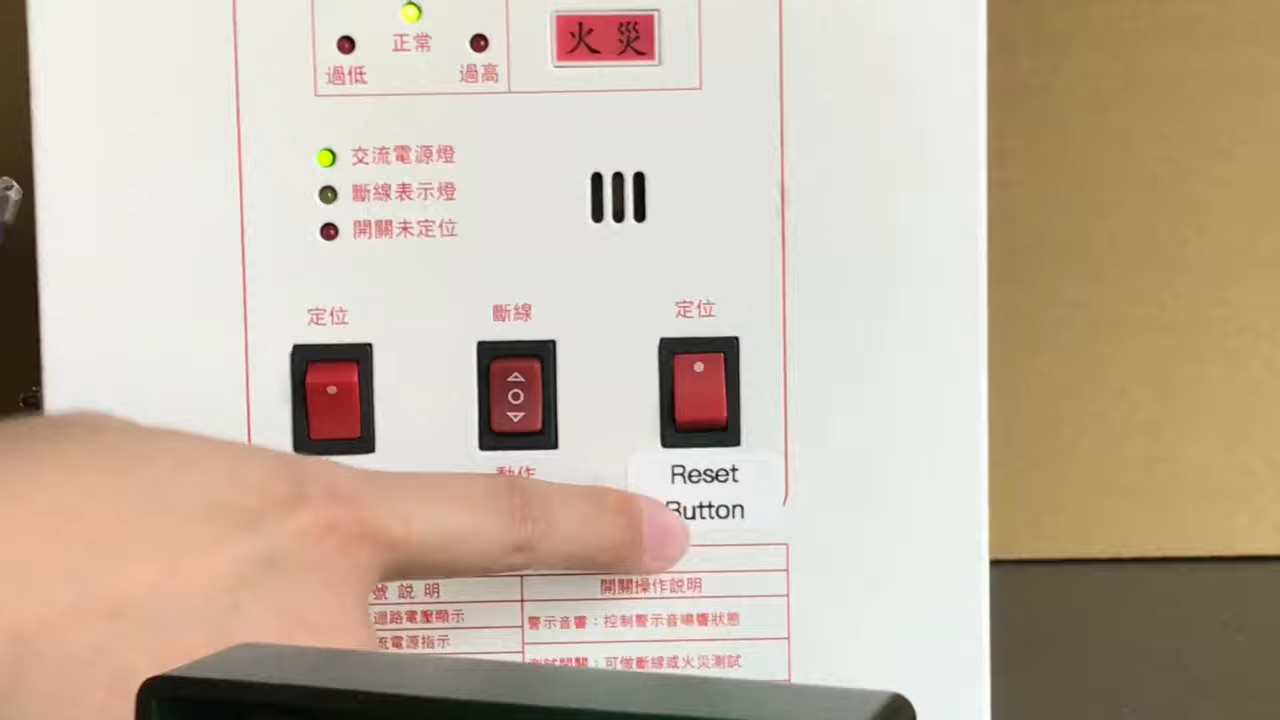 正常
過低
過高
火災
交流電源燈
斷線表示燈
開關未定位
定位
斷線
定位
動作
Reset
Button
號說明
開關操作説明
迴路電壓顯示
警示音響：控制警示音鳴響狀態
流電源指示
測試開關：可做斷線或火災測試